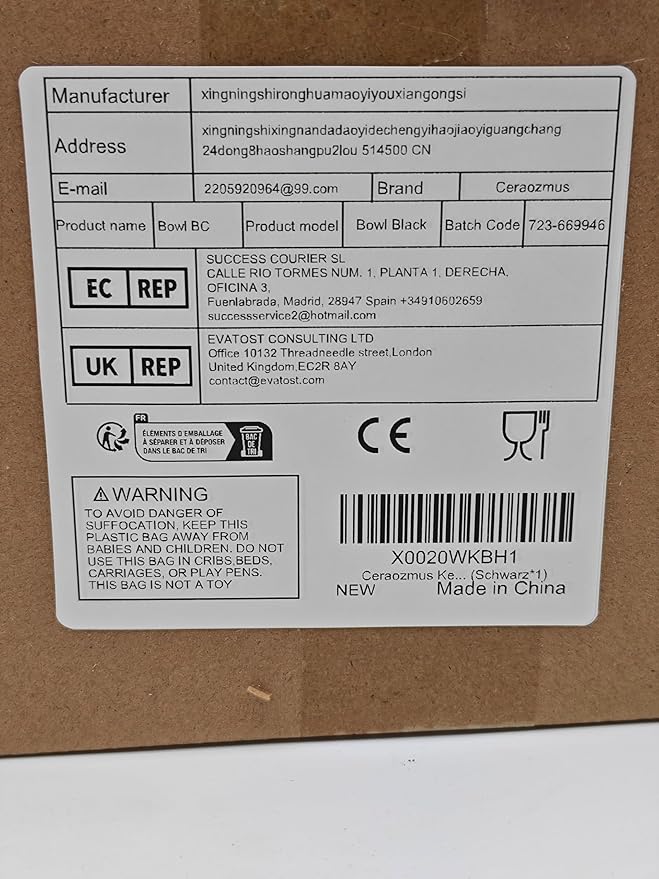 Manufacturer xingningshironghuamaoyiyouxiangongsi
Address xingningshixingnandadaoyidechengyihaojiaoyiguangchang
24dong8haoshangpu2lou 514500 CN
E-mail 2205920964@99.com Brand Ceraozmus
Product name Bowl BC Product model Bowl Black Batch Code 723-669946
EC REP
SUCCESS COURIER SL
CALLE RIO TORMES NUM. 1, PLANTA 1, DERECHA,
OFICINA 3,
Fuenlabrada, Madrid, 28947 Spain +34910602659
successservice2@hotmail.com
UK REP
EVATOST CONSULTING LTD
Office 10132 Threadneedle street,London
United Kingdom,EC2R 8AY
contact@evatost.com
FR
ÉLÉMENTS D'EMBALLAGE
À SÉPARER ET À DÉPOSER
DANS LE BAC DE TRI
BAC
DE
TRI
CE
⚠WARNING
TO AVOID DANGER OF
SUFFOCATION, KEEP THIS
PLASTIC BAG AWAY FROM
BABIES AND CHILDREN. DO NOT
USE THIS BAG IN CRIBS,BEDS,
CARRIAGES, OR PLAY PENS.
THIS BAG IS NOT A TOY
X0020WKBH1
Ceraozmus Ke... (Schwarz*1)
NEW Made in China